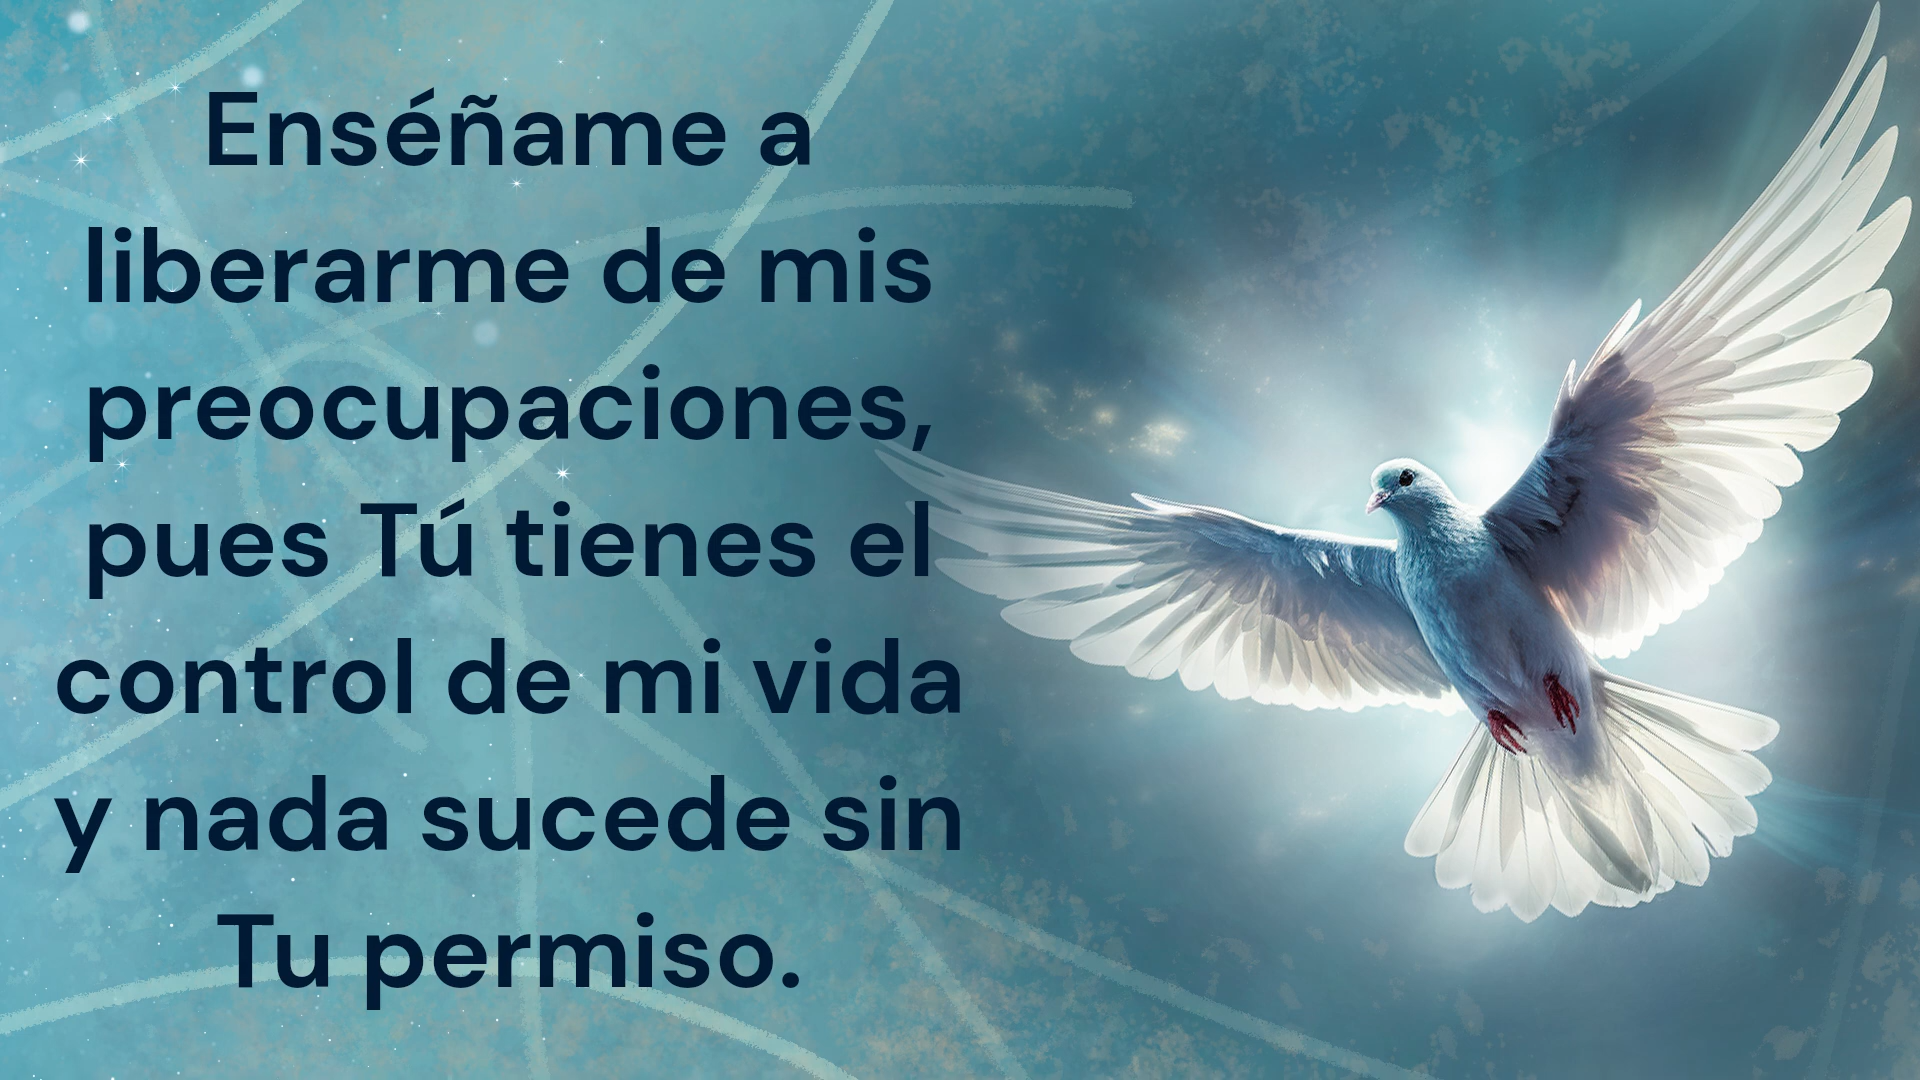 Enséñame a
liberarme de mis
preocupaciones,
pues Tú tienes el
control de mi vida
y nada sucede sin
Tu permiso.